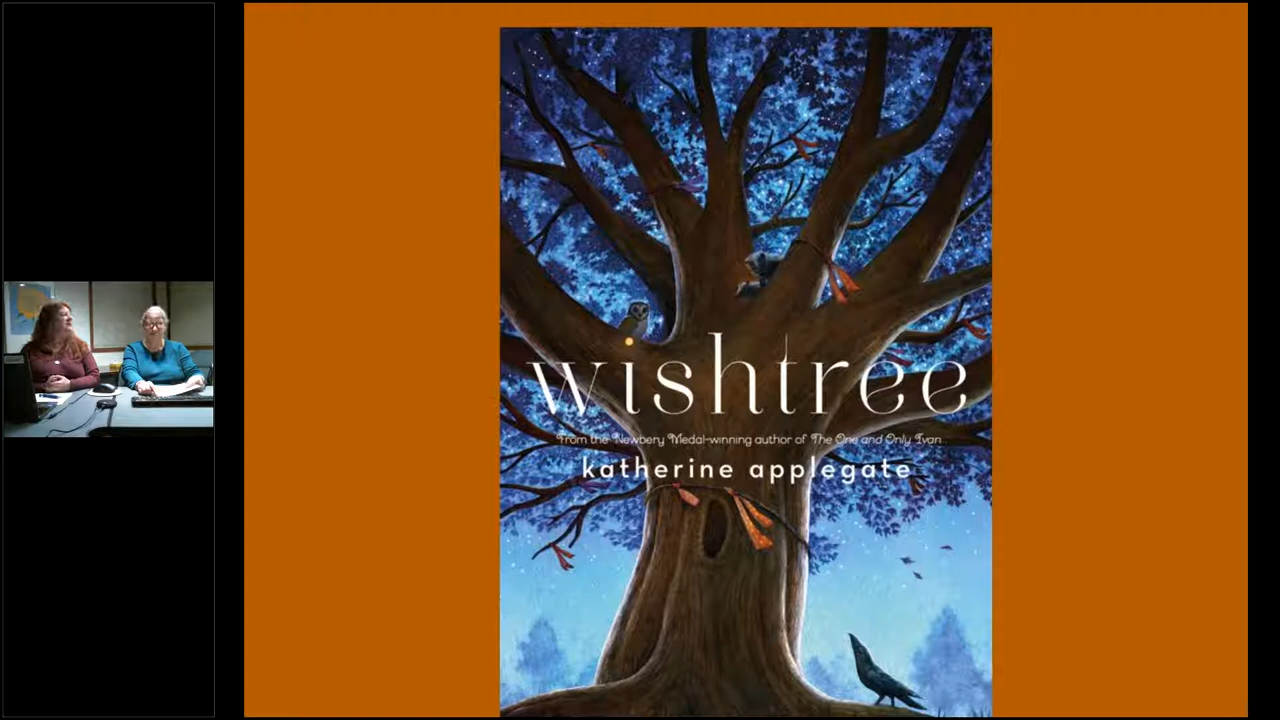 wishtree
From the Newbery Medal-winning author of The One and Only Ivan
katherine applegate